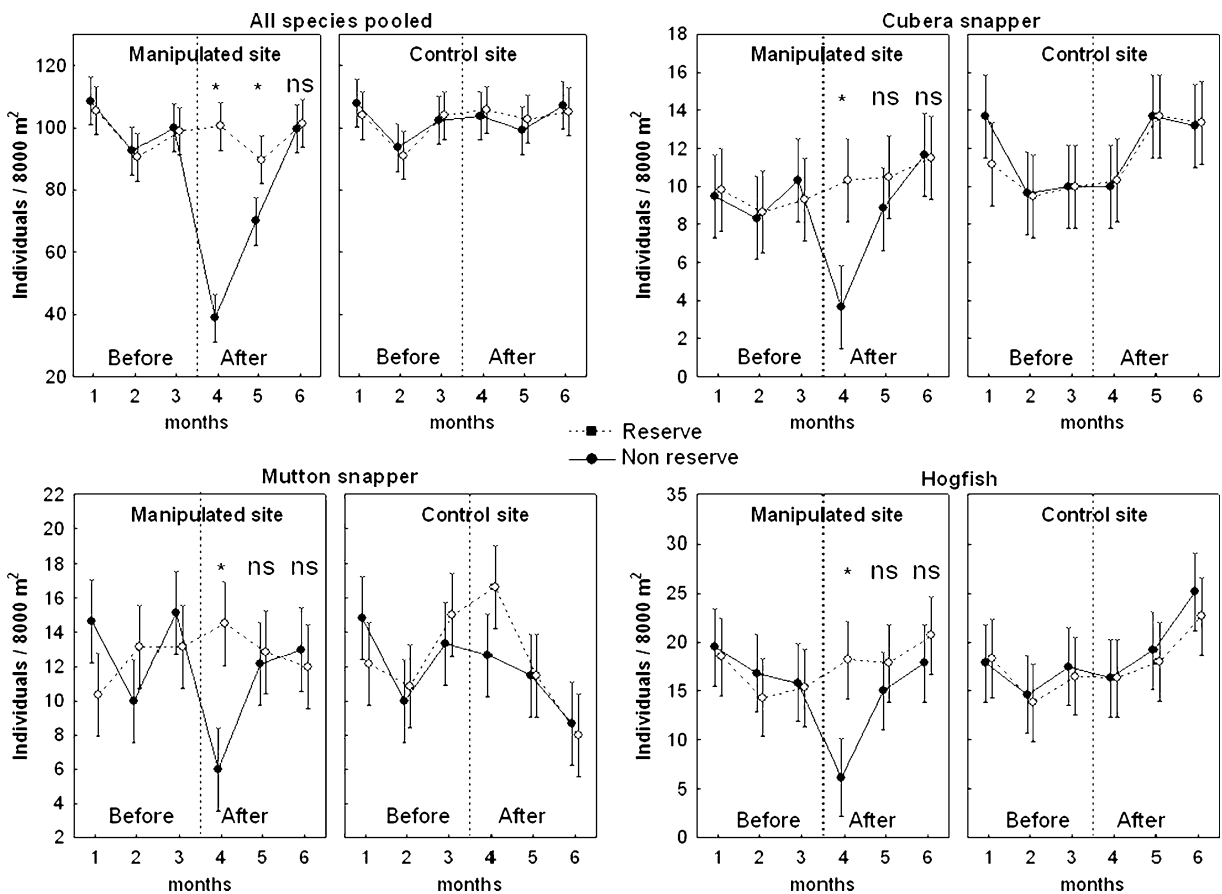 All species pooled
Manipulated site
Control site
Individuals / 8000 m²
120
100
80
60
40
20
* * ns
Before After
Before After
1 2 3 4 5 6
1 2 3 4 5 6
months
months
Cubera snapper
Manipulated site
Control site
Individuals / 8000 m²
18
16
14
12
10
8
6
4
2
0
* ns ns
Before After
Before After
1 2 3 4 5 6
1 2 3 4 5 6
months
months
Reserve
Non reserve
Mutton snapper
Manipulated site
Control site
Individuals / 8000 m²
22
20
18
16
14
12
10
8
6
4
2
* ns ns
Before After
Before After
1 2 3 4 5 6
1 2 3 4 5 6
months
months
Hogfish
Manipulated site
Control site
Individuals / 8000 m²
35
30
25
20
15
10
5
0
* ns ns
Before After
Before After
1 2 3 4 5 6
1 2 3 4 5 6
months
months